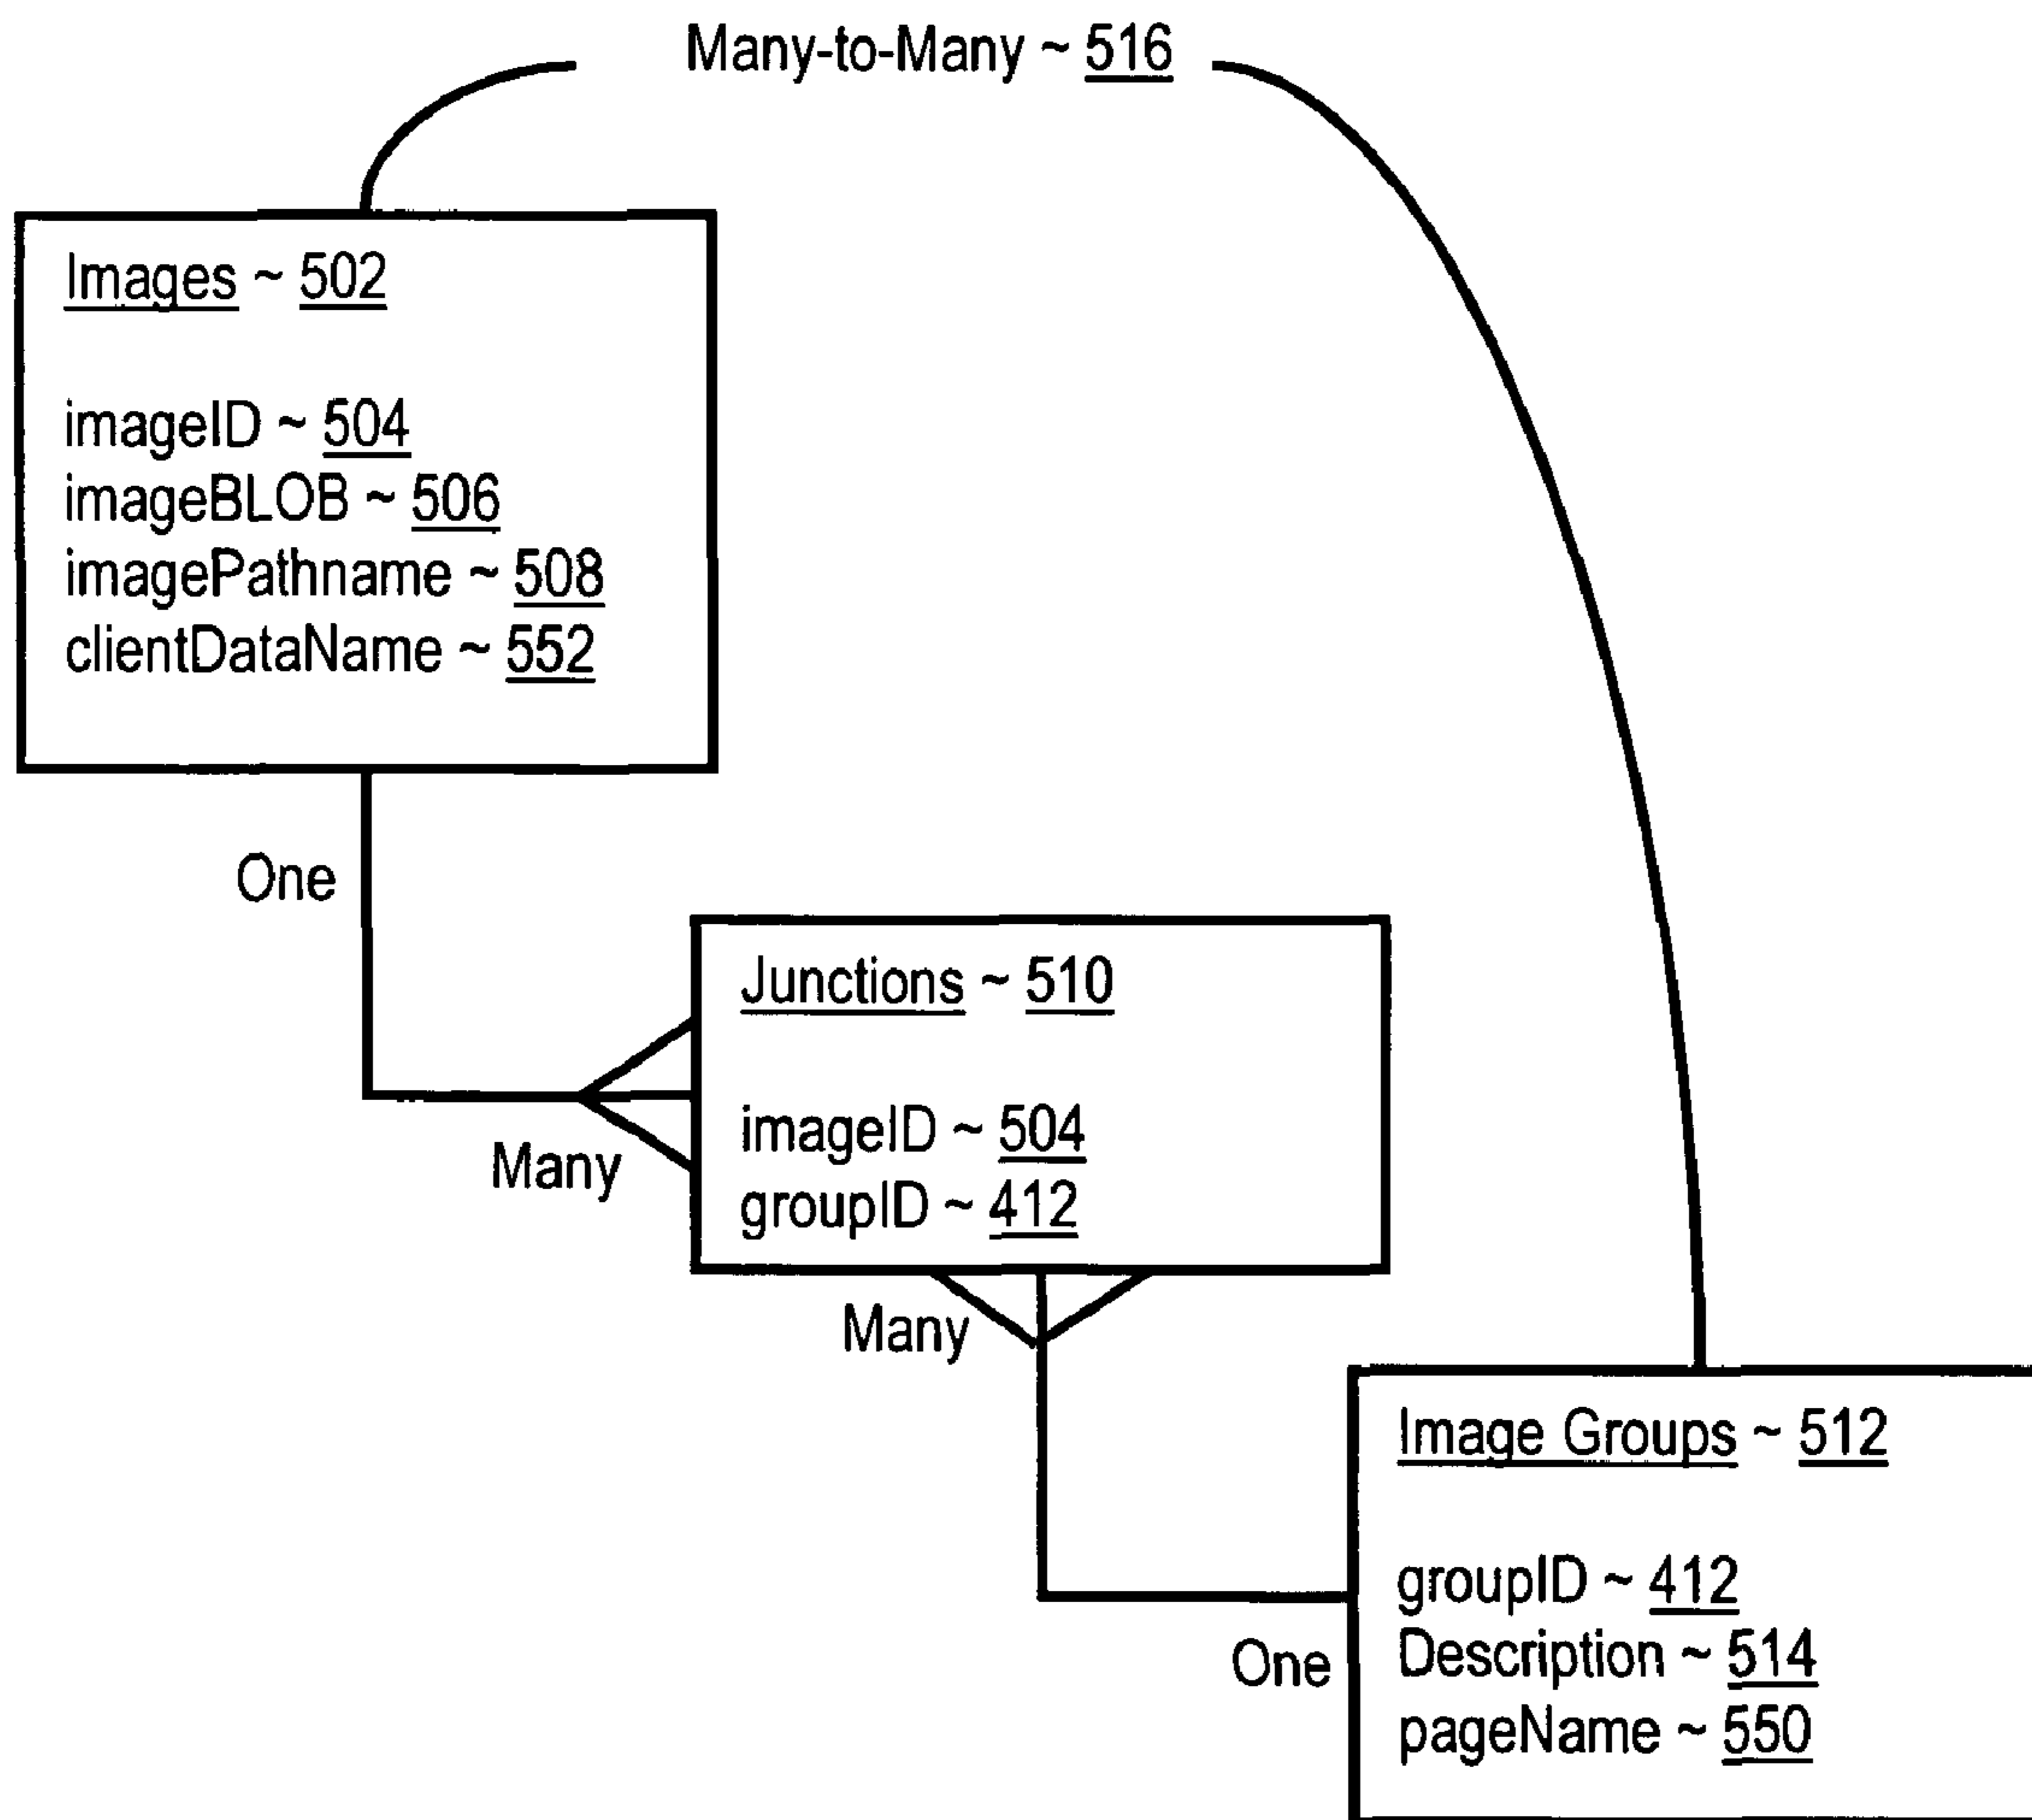 Many-to-Many ~ 516
Images ~ 502
imageID ~ 504
imageBLOB ~ 506
imagePathname ~ 508
clientDataName ~ 552
One
Junctions ~ 510
imageID ~ 504
groupID ~ 412
Many
Many
Image Groups ~ 512
groupID ~ 412
Description ~ 514
pageName ~ 550
One